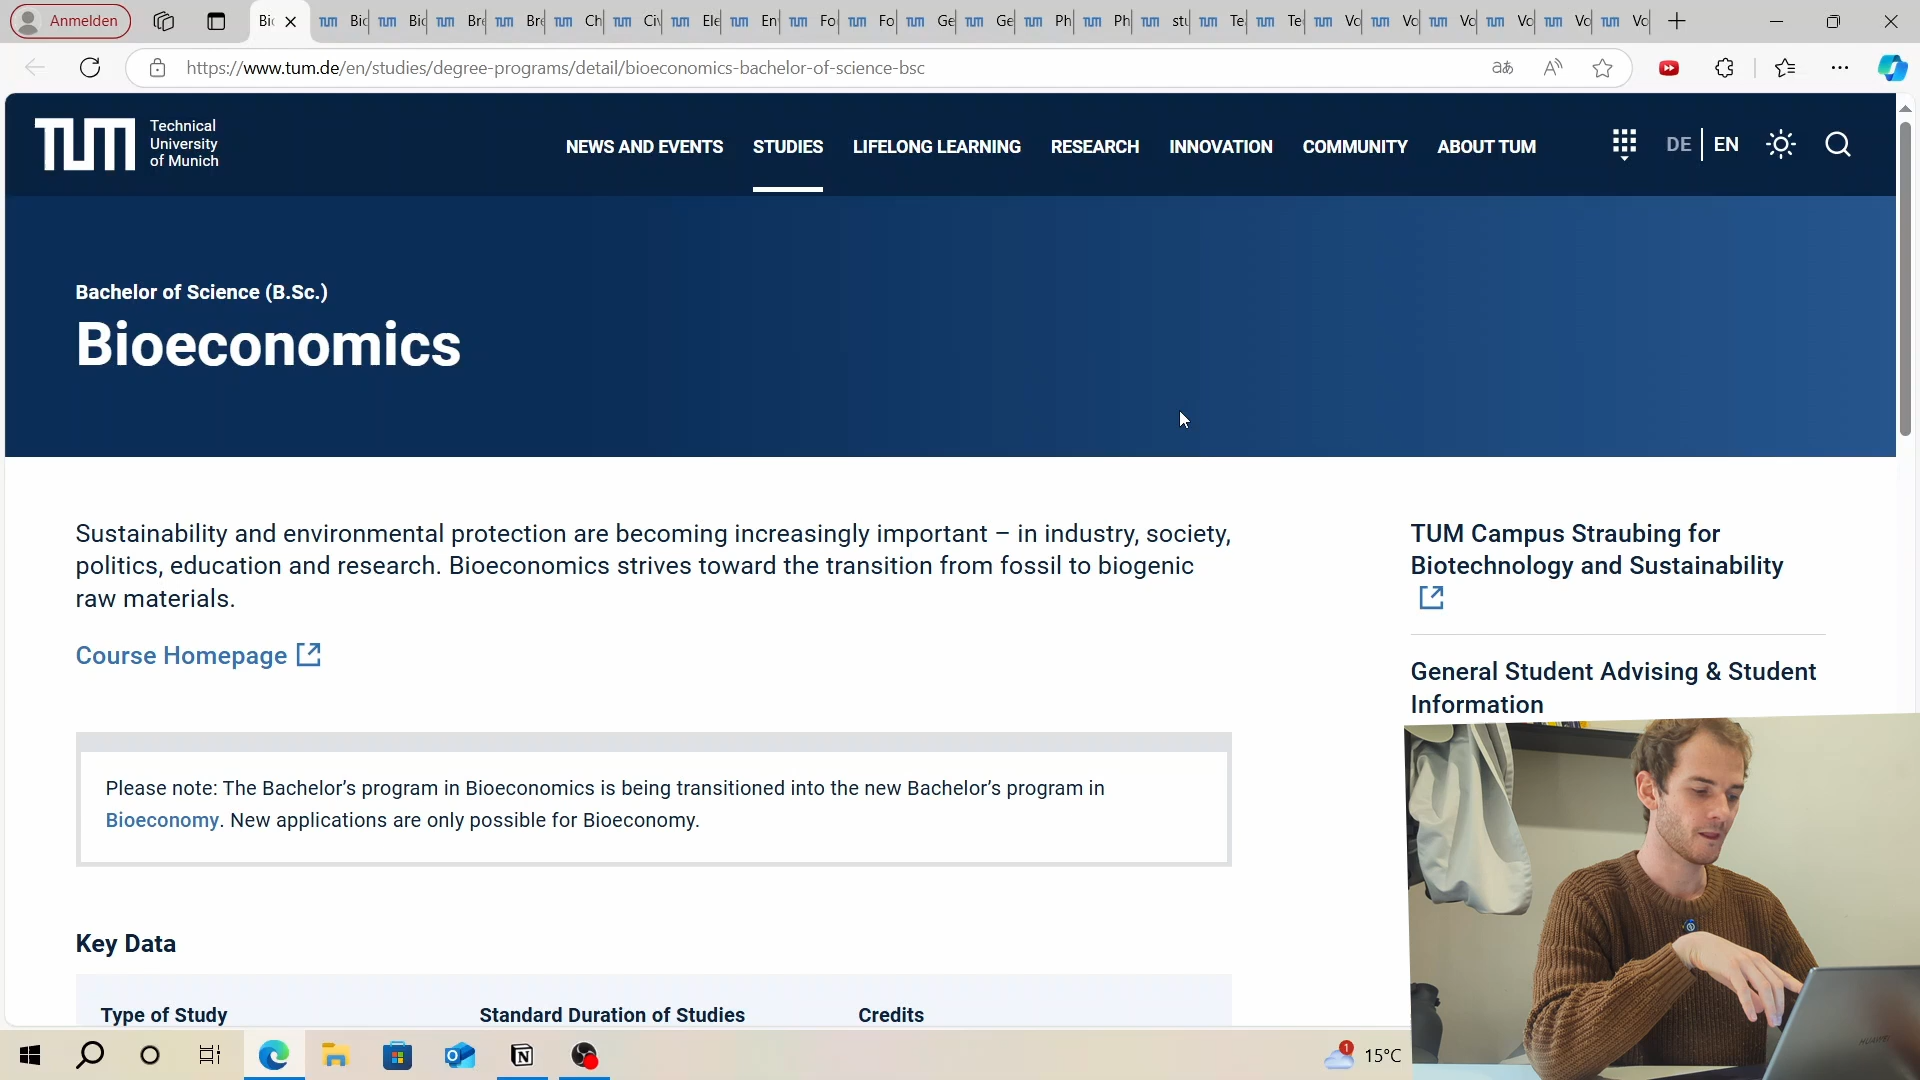 Anmelden
https://www.tum.de/en/studies/degree-programs/detail/bioeconomics-bachelor-of-science-bsc
TUM
Technical
University
of Munich
NEWS AND EVENTS
STUDIES
LIFELONG LEARNING
RESEARCH
INNOVATION
COMMUNITY
ABOUT TUM
DE | EN
Bachelor of Science (B.Sc.)
Bioeconomics
Sustainability and environmental protection are becoming increasingly important – in industry, society,
politics, education and research. Bioeconomics strives toward the transition from fossil to biogenic
raw materials.
Course Homepage
TUM Campus Straubing for
Biotechnology and Sustainability
General Student Advising & Student
Information
Please note: The Bachelor's program in Bioeconomics is being transitioned into the new Bachelor's program in
Bioeconomy. New applications are only possible for Bioeconomy.
Key Data
Type of Study
Standard Duration of Studies
Credits
1
15°C